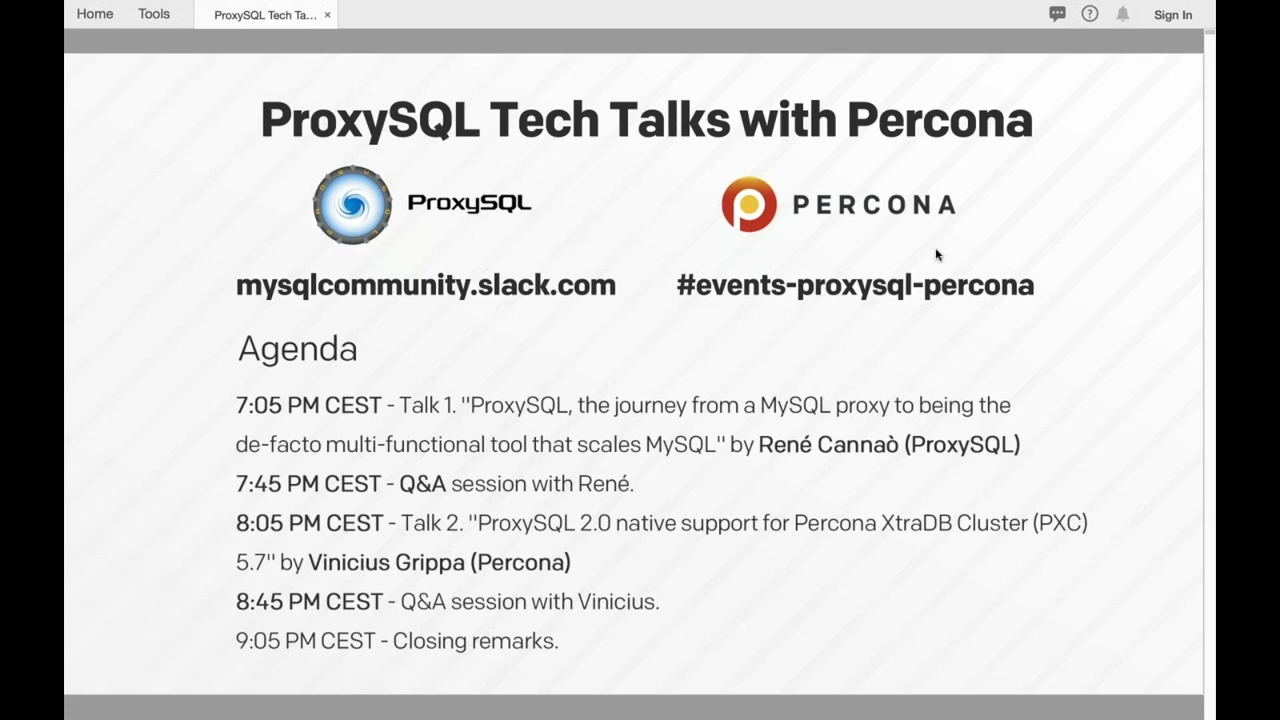 Home Tools ProxySQL Tech Ta... × Sign In
ProxySQL Tech Talks with Percona
ProxySQL PERCONA
mysqlcommunity.slack.com #events-proxysql-percona
Agenda
7:05 PM CEST - Talk 1. "ProxySQL, the journey from a MySQL proxy to being the
de-facto multi-functional tool that scales MySQL" by René Cannaò (ProxySQL)
7:45 PM CEST - Q&A session with René.
8:05 PM CEST - Talk 2. "ProxySQL 2.0 native support for Percona XtraDB Cluster (PXC)
5.7" by Vinicius Grippa (Percona)
8:45 PM CEST - Q&A session with Vinicius.
9:05 PM CEST - Closing remarks.